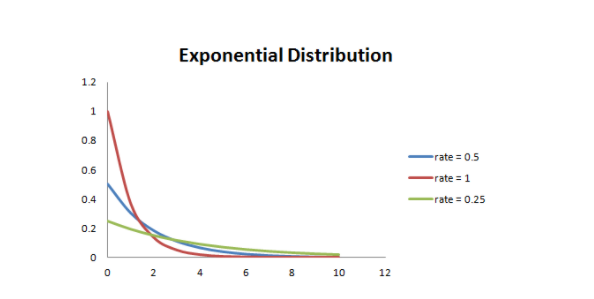 Exponential Distribution
1.2
1
0.8
0.6
0.4
0.2
0
0 2 4 6 8 10 12
rate = 0.5
rate = 1
rate = 0.25